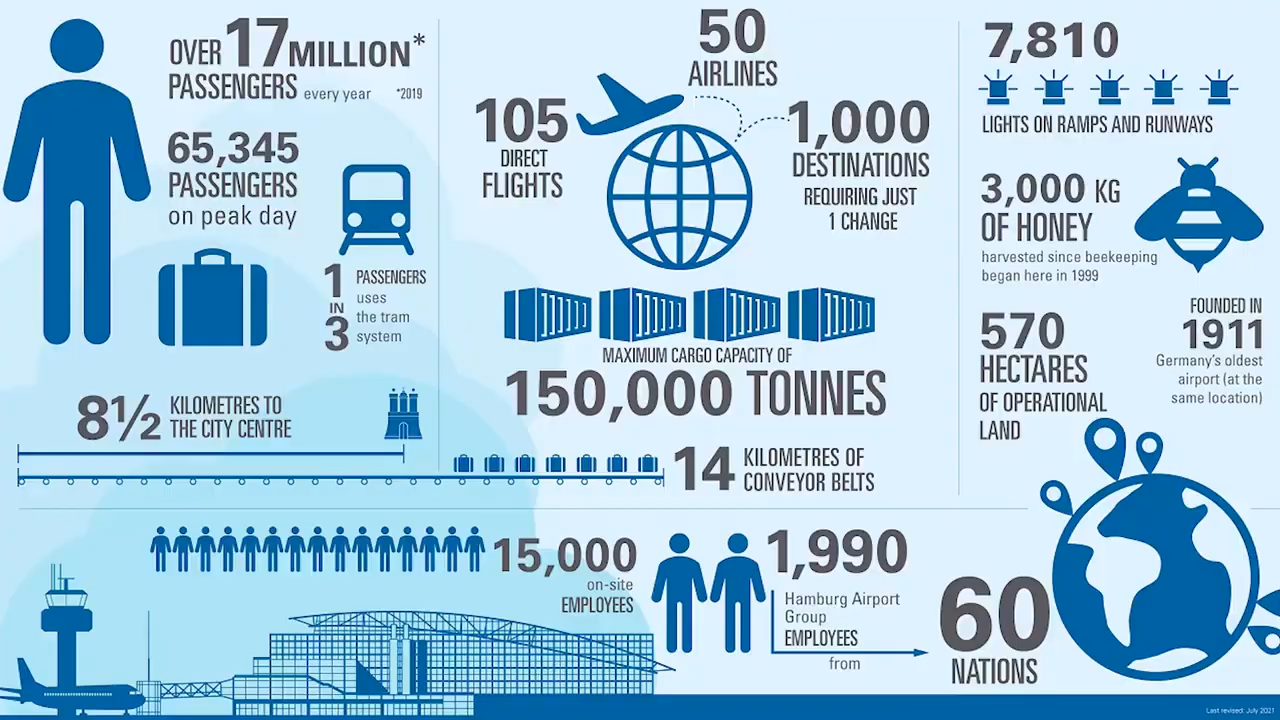 OVER 17 MILLION*
PASSENGERS every year *2019
65,345
PASSENGERS
on peak day
1
IN
3
PASSENGERS
uses
the tram
system
8½
KILOMETRES TO
THE CITY CENTRE
50
AIRLINES
105
DIRECT
FLIGHTS
1,000
DESTINATIONS
REQUIRING JUST
1 CHANGE
MAXIMUM CARGO CAPACITY OF
150,000 TONNES
14
KILOMETRES OF
CONVEYOR BELTS
7,810
LIGHTS ON RAMPS AND RUNWAYS
3,000 KG
OF HONEY
harvested since beekeeping
began here in 1999
570
HECTARES
OF OPERATIONAL
LAND
FOUNDED IN
1911
Germany's oldest
airport (at the
same location)
15,000
on-site
EMPLOYEES
1,990
Hamburg Airport
Group
EMPLOYEES
from
60
NATIONS
Last revised: July 2021